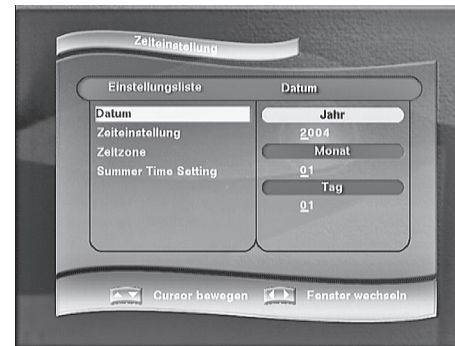 Zeiteinstellung
Einstellungsliste Datum
Datum Jahr
Zeiteinstellung 2004
Zeitzone Monat
Summer Time Setting 01
Tag
01
Cursor bewegen Fenster wechseln